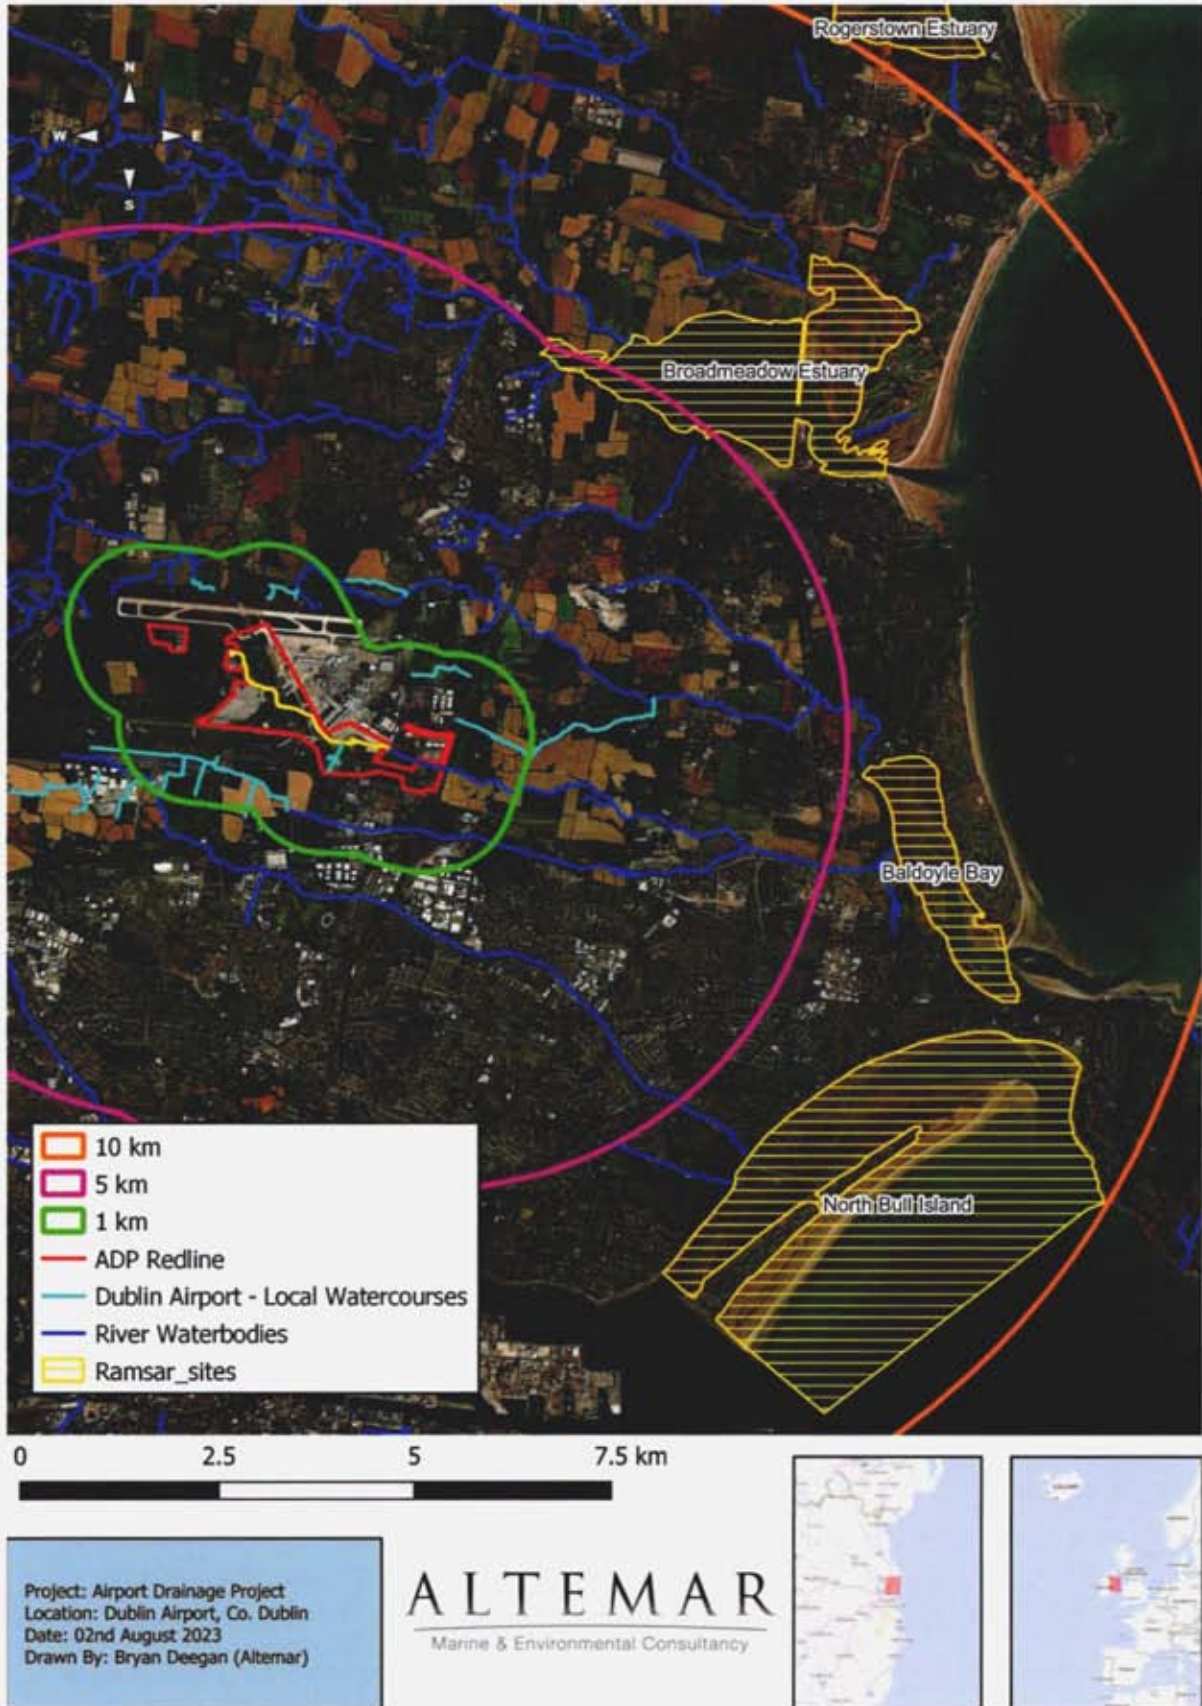 Rogerstown Estuary
N
W
E
S
Broadmeadow Estuary
Baldoyle Bay
North Bull Island
10 km
5 km
1 km
ADP Redline
Dublin Airport - Local Watercourses
River Waterbodies
Ramsar_sites
0 2.5 5 7.5 km
Project: Airport Drainage Project
Location: Dublin Airport, Co. Dublin
Date: 02nd August 2023
Drawn By: Bryan Deegan (Altemar)
ALTEMAR
Marine & Environmental Consultancy